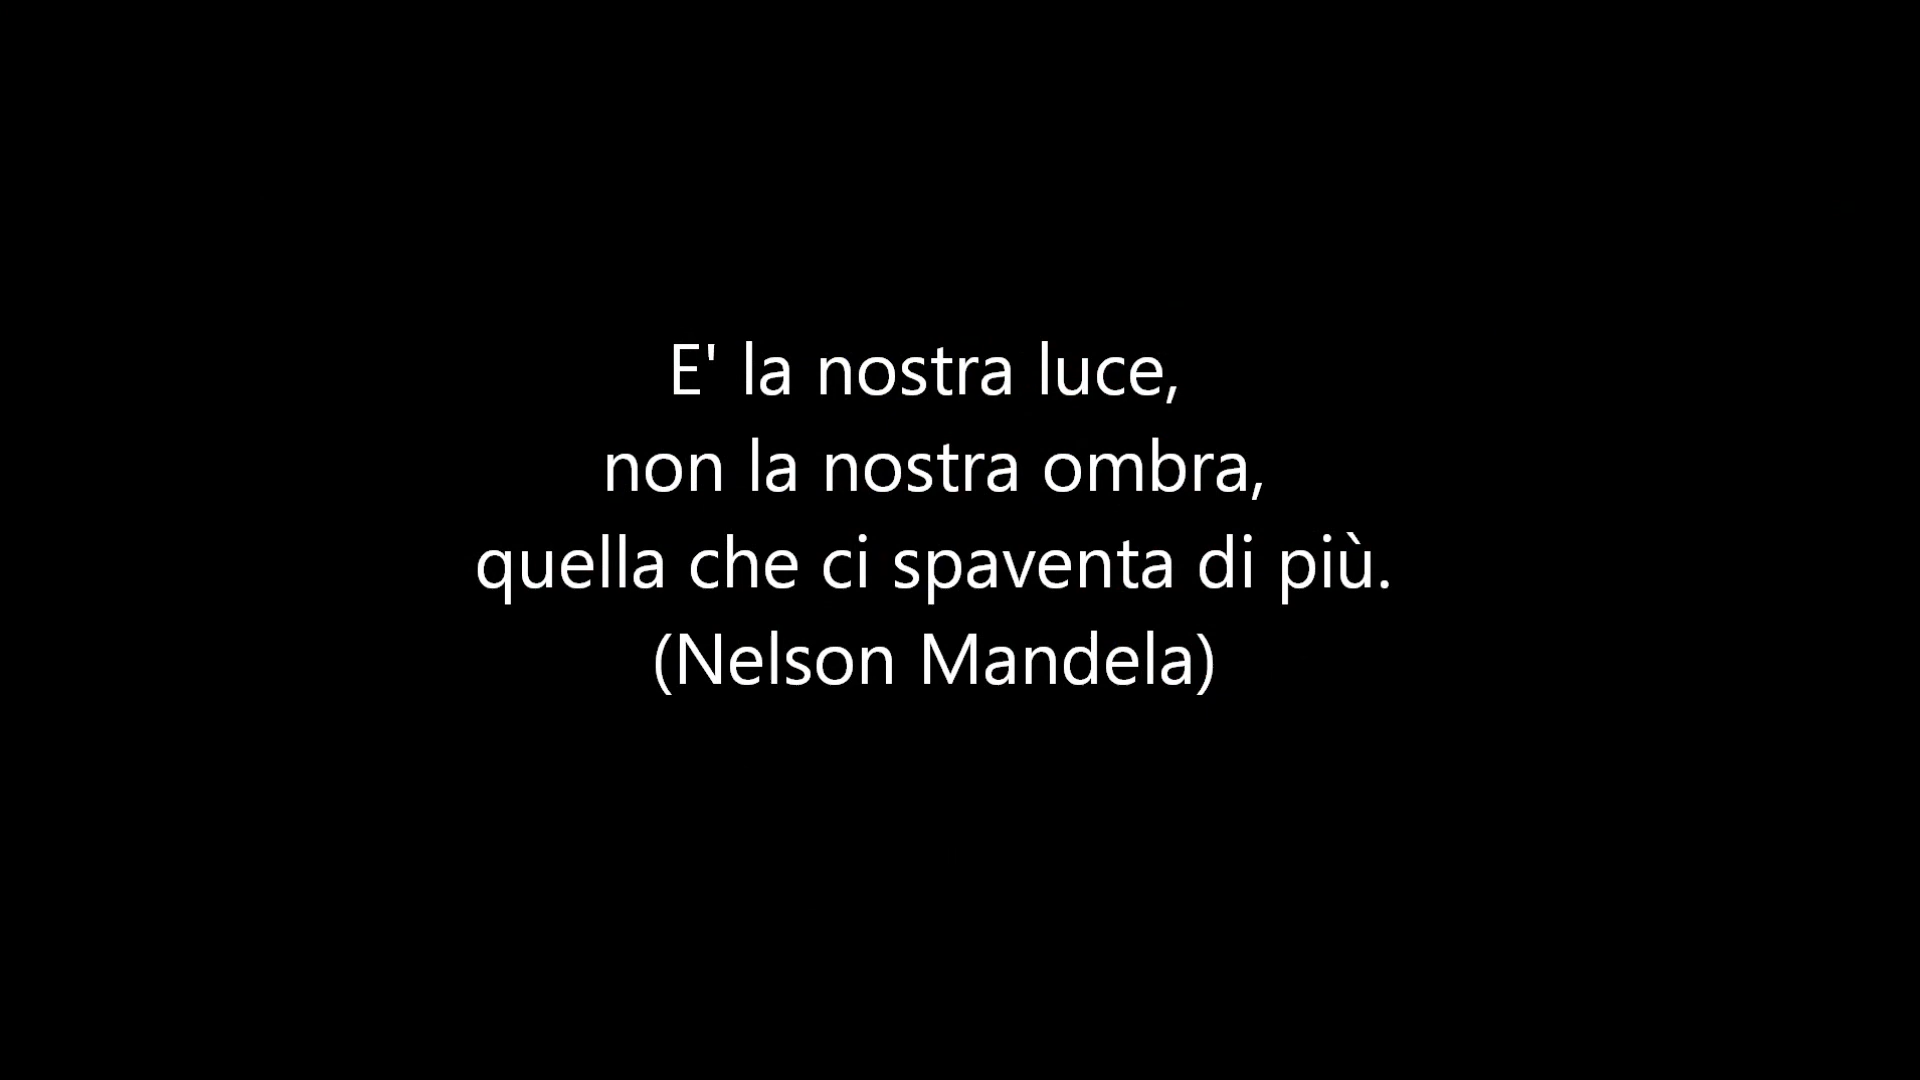 E' la nostra luce,
non la nostra ombra,
quella che ci spaventa di più.
(Nelson Mandela)